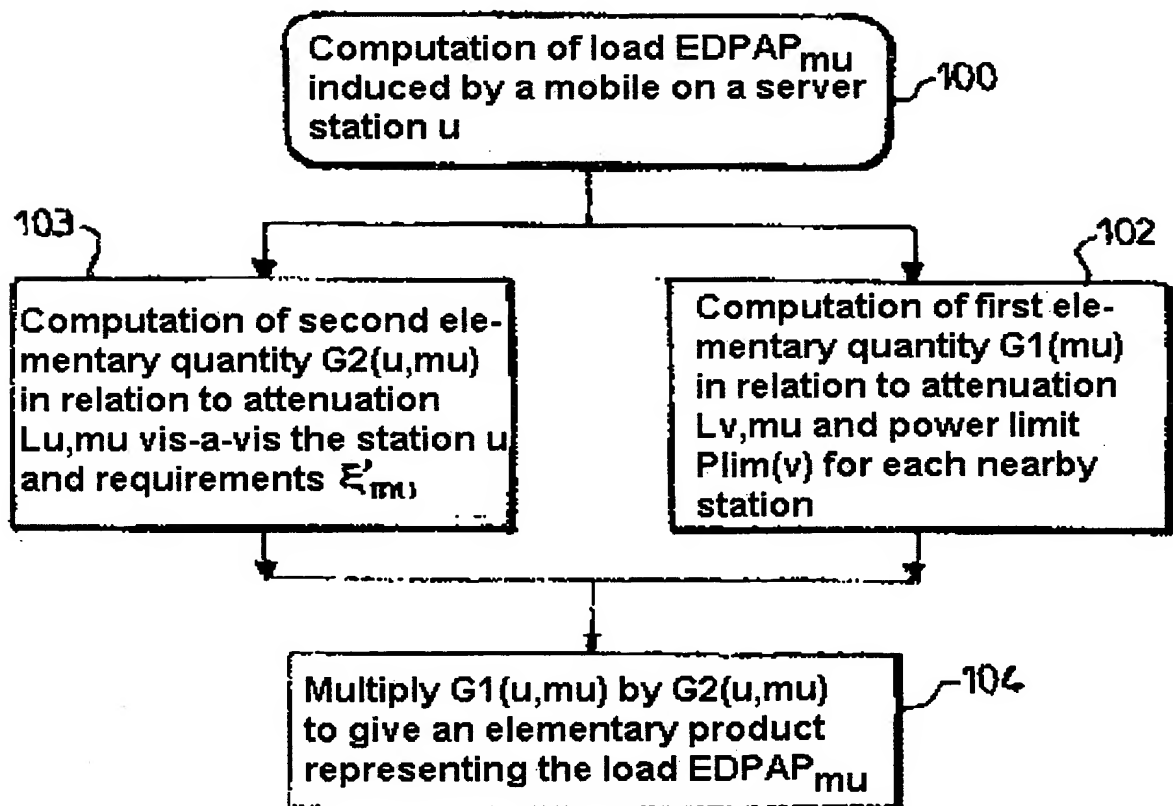 Computation of load EDPAPmu
induced by a mobile on a server
station u
100
103
102
Computation of second ele-
mentary quantity G2(u,mu)
in relation to attenuation
Lu,mu vis-a-vis the station u
and requirements ξ'mu
Computation of first ele-
mentary quantity G1(mu)
in relation to attenuation
Lv,mu and power limit
Plim(v) for each nearby
station
Multiply G1(u,mu) by G2(u,mu)
to give an elementary product
representing the load EDPAPmu
104